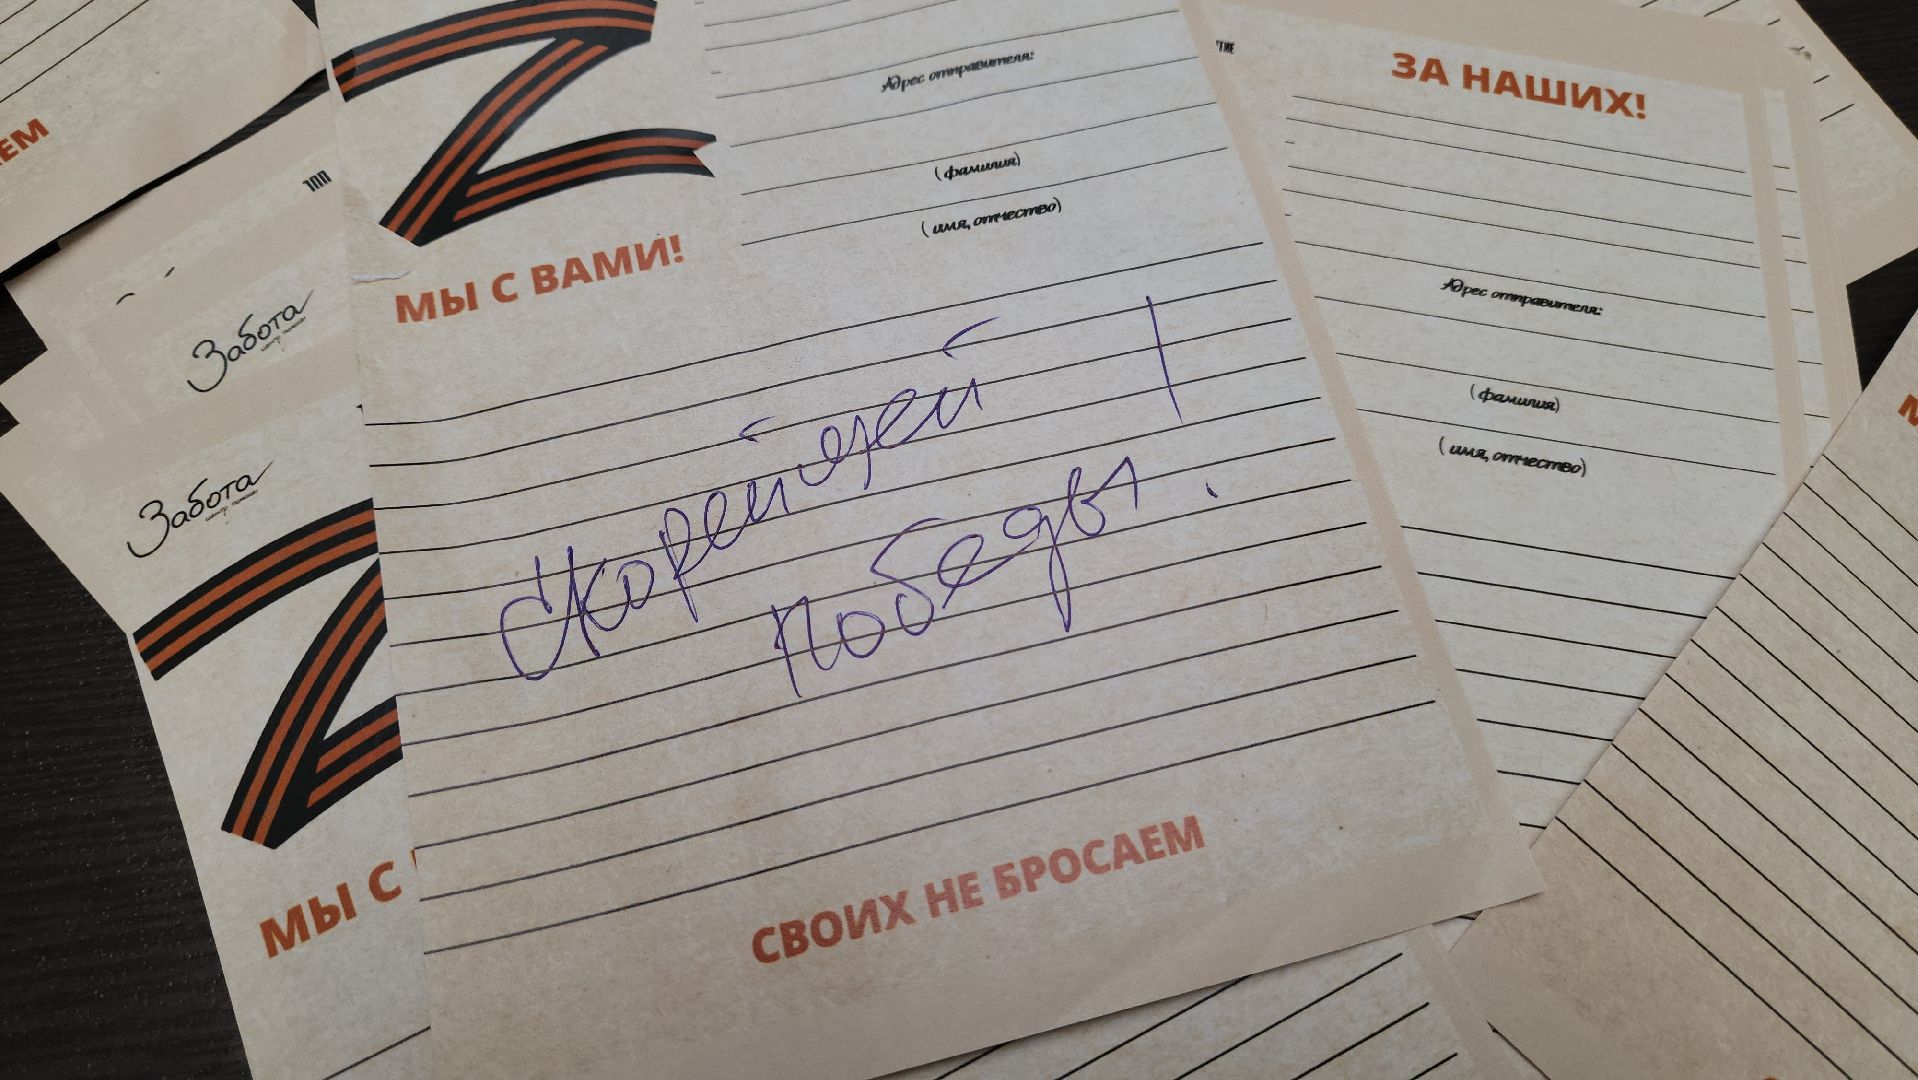 ЕМ
Забота
Забота
МЫ С
Адрес отправителя:
(фамилия)
(имя, отчество)
МЫ С ВАМИ!
Скорейшей
победы!
СВОИХ НЕ БРОСАЕМ
ЗА НАШИХ!
Адрес отправителя:
(фамилия)
(имя, отчество)